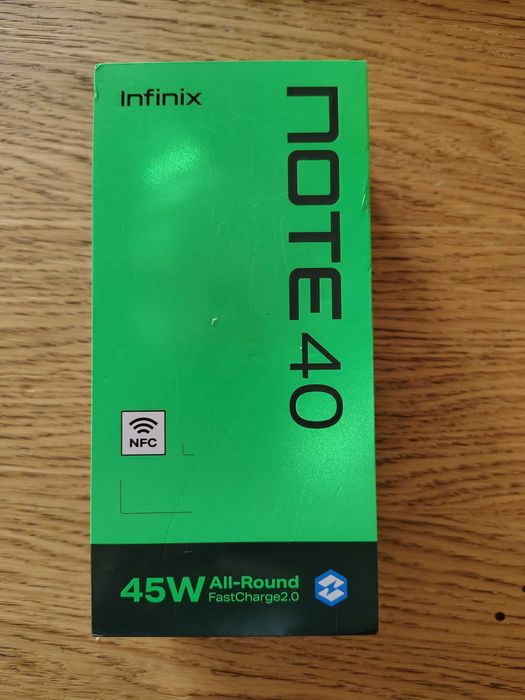 Infinix
NOTE 40
NFC
45W All-Round
FastCharge2.0